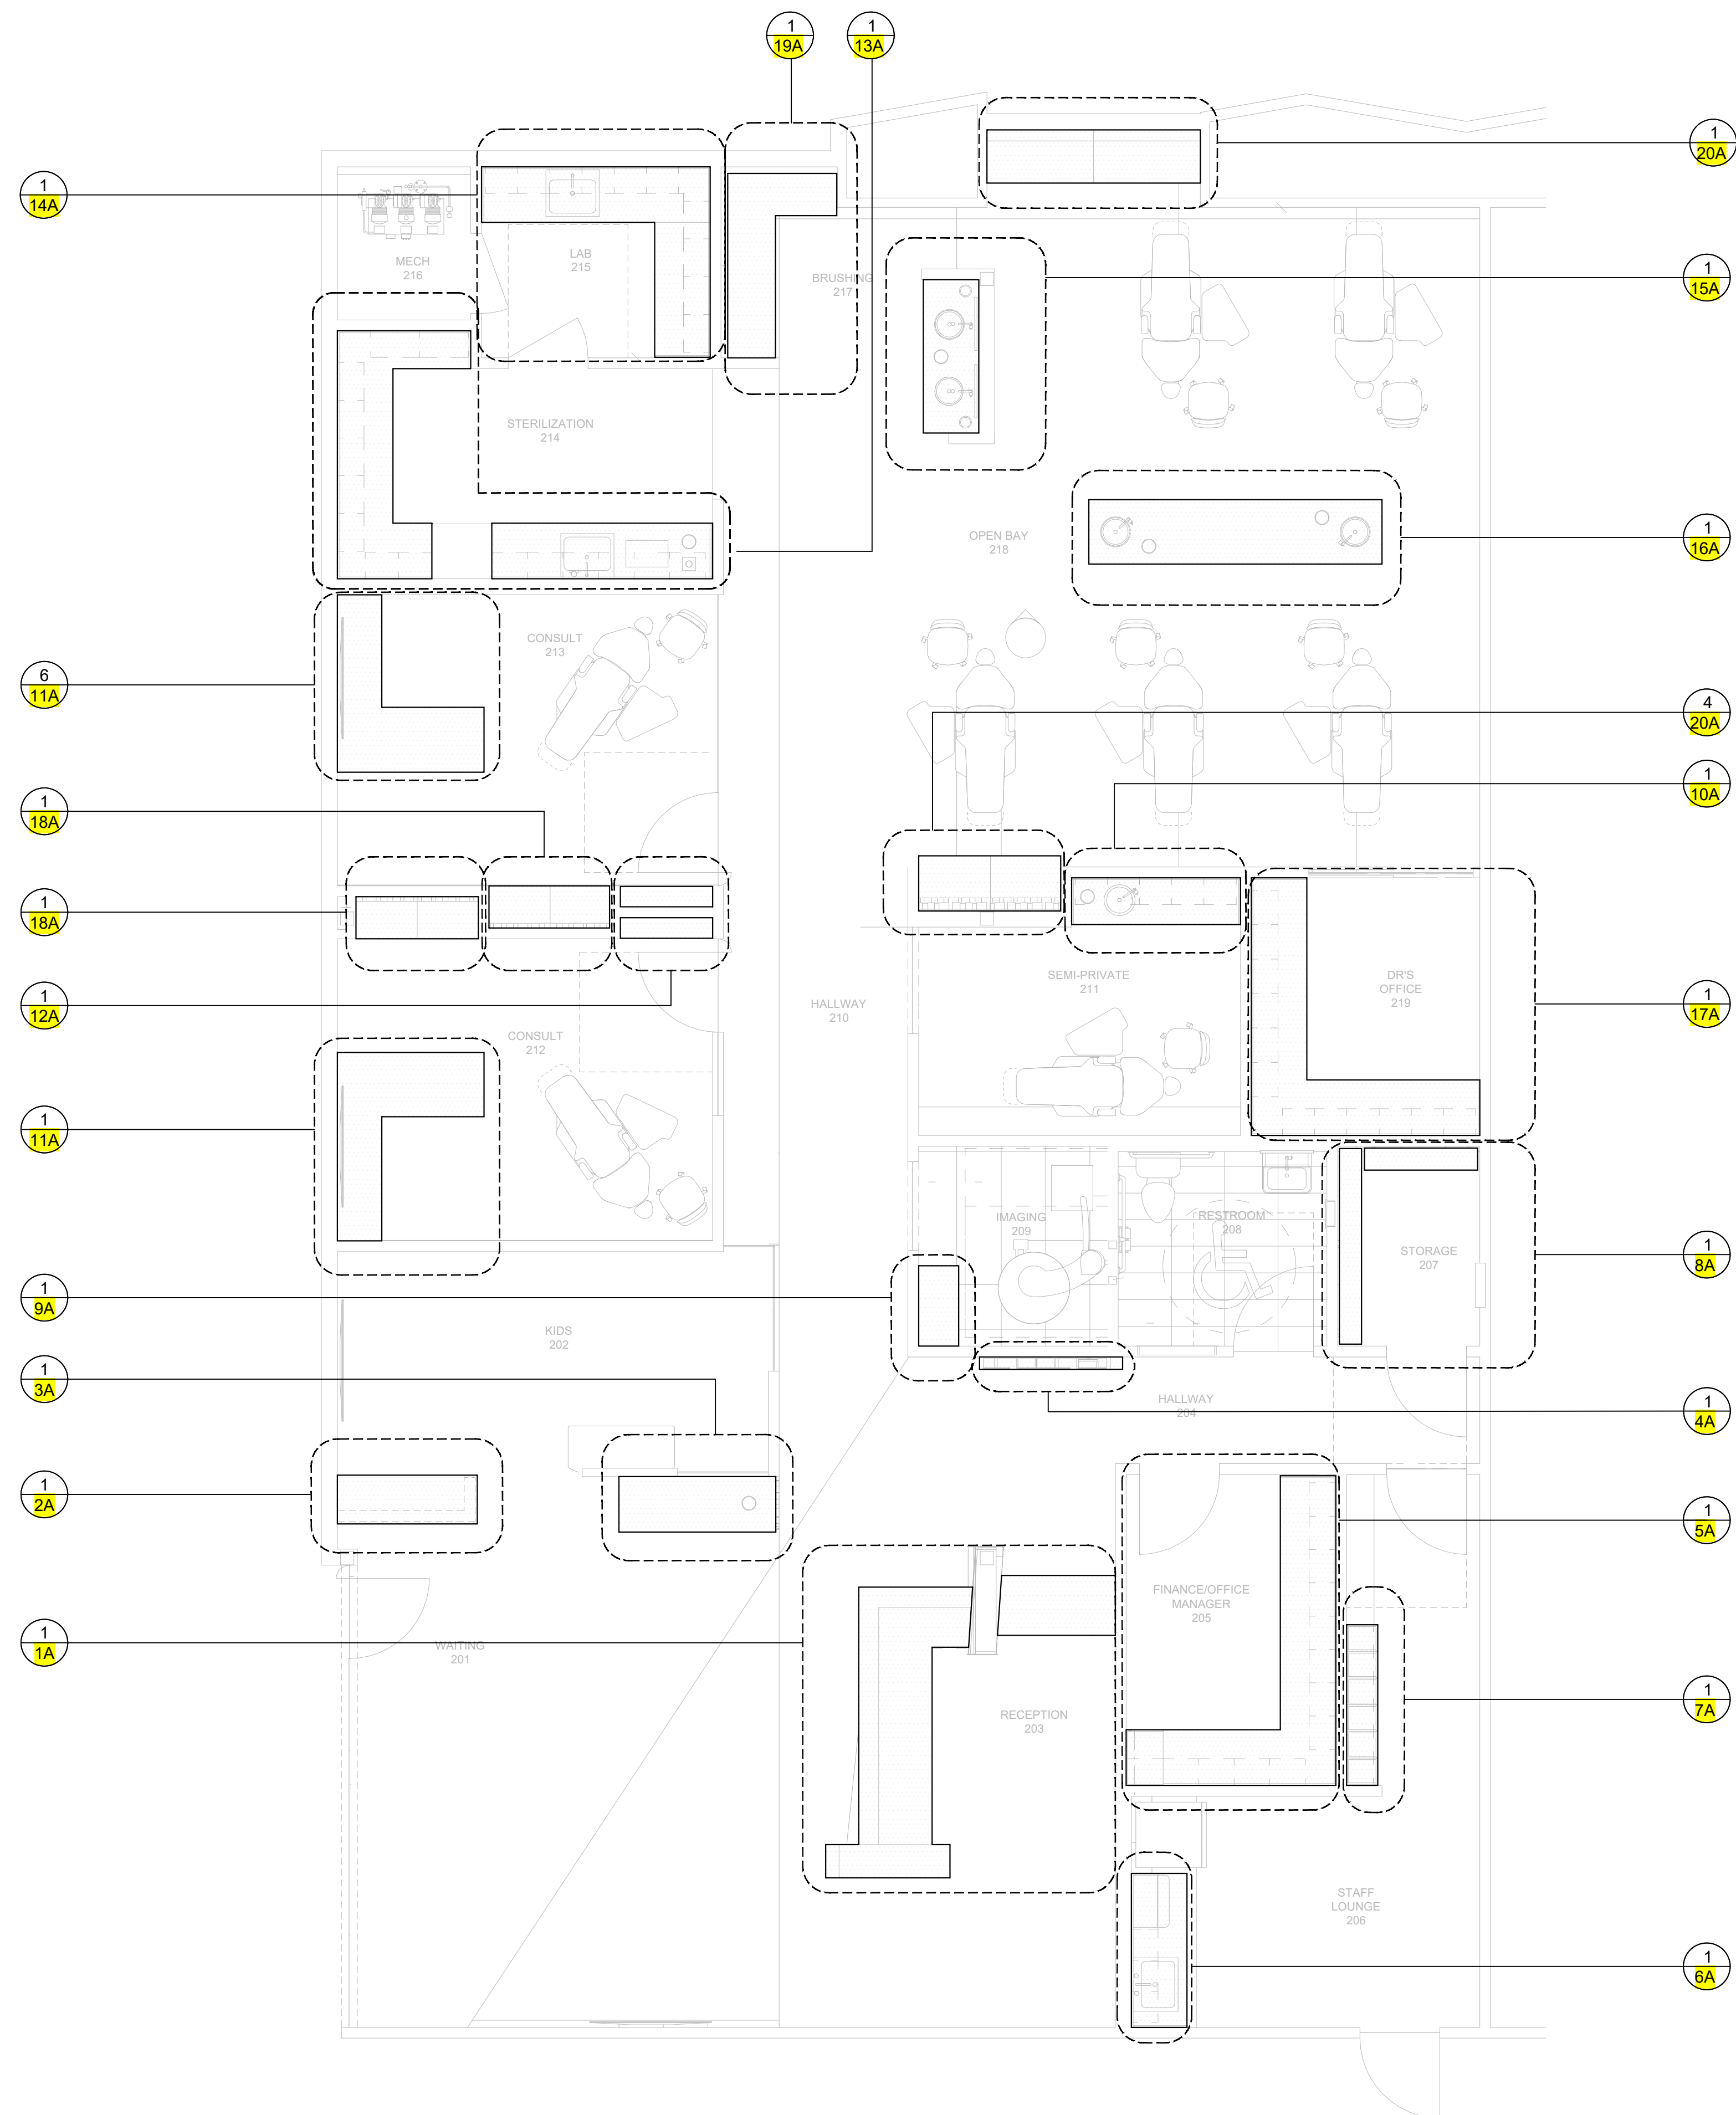 1
19A
1
13A
1
20A
1
14A
LAB
215
MECH
216
BRUSHING
217
1
15A
STERILIZATION
214
OPEN BAY
218
1
16A
CONSULT
213
6
11A
4
20A
1
10A
1
18A
1
18A
SEMI-PRIVATE
211
DR'S
OFFICE
219
1
12A
HALLWAY
210
1
17A
CONSULT
212
1
11A
IMAGING
209
RESTROOM
208
STORAGE
207
1
8A
1
9A
KIDS
202
1
3A
HALLWAY
204
1
4A
1
2A
1
5A
FINANCE/OFFICE
MANAGER
205
1
1A
WAITING
201
RECEPTION
203
1
7A
STAFF
LOUNGE
206
1
6A